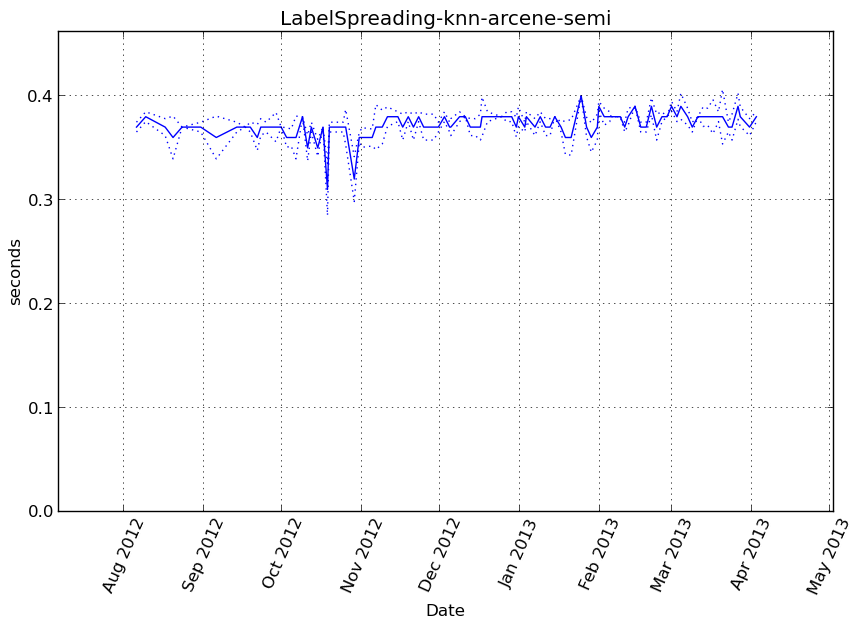 LabelSpreading-knn-arcene-semi
0.4
0.3
0.2
0.1
0.0
seconds
Aug 2012
Sep 2012
Oct 2012
Nov 2012
Dec 2012
Jan 2013
Feb 2013
Mar 2013
Apr 2013
May 2013
Date